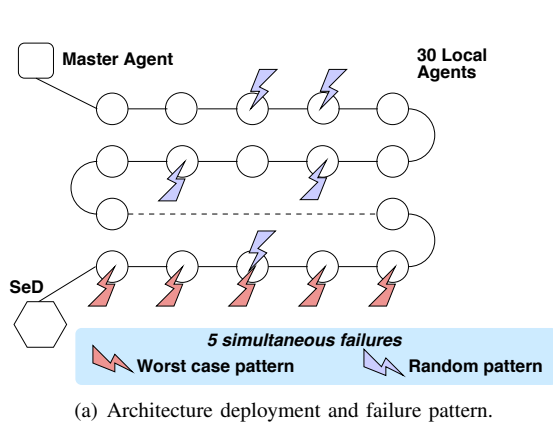 Master Agent
30 Local
Agents
SeD
5 simultaneous failures
Worst case pattern
Random pattern
(a) Architecture deployment and failure pattern.